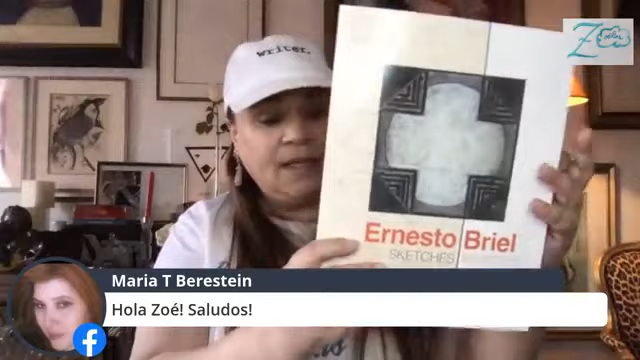 writer.
Zoé
Ernesto Briel
SKETCHES
Maria T Berestein
Hola Zoé! Saludos!